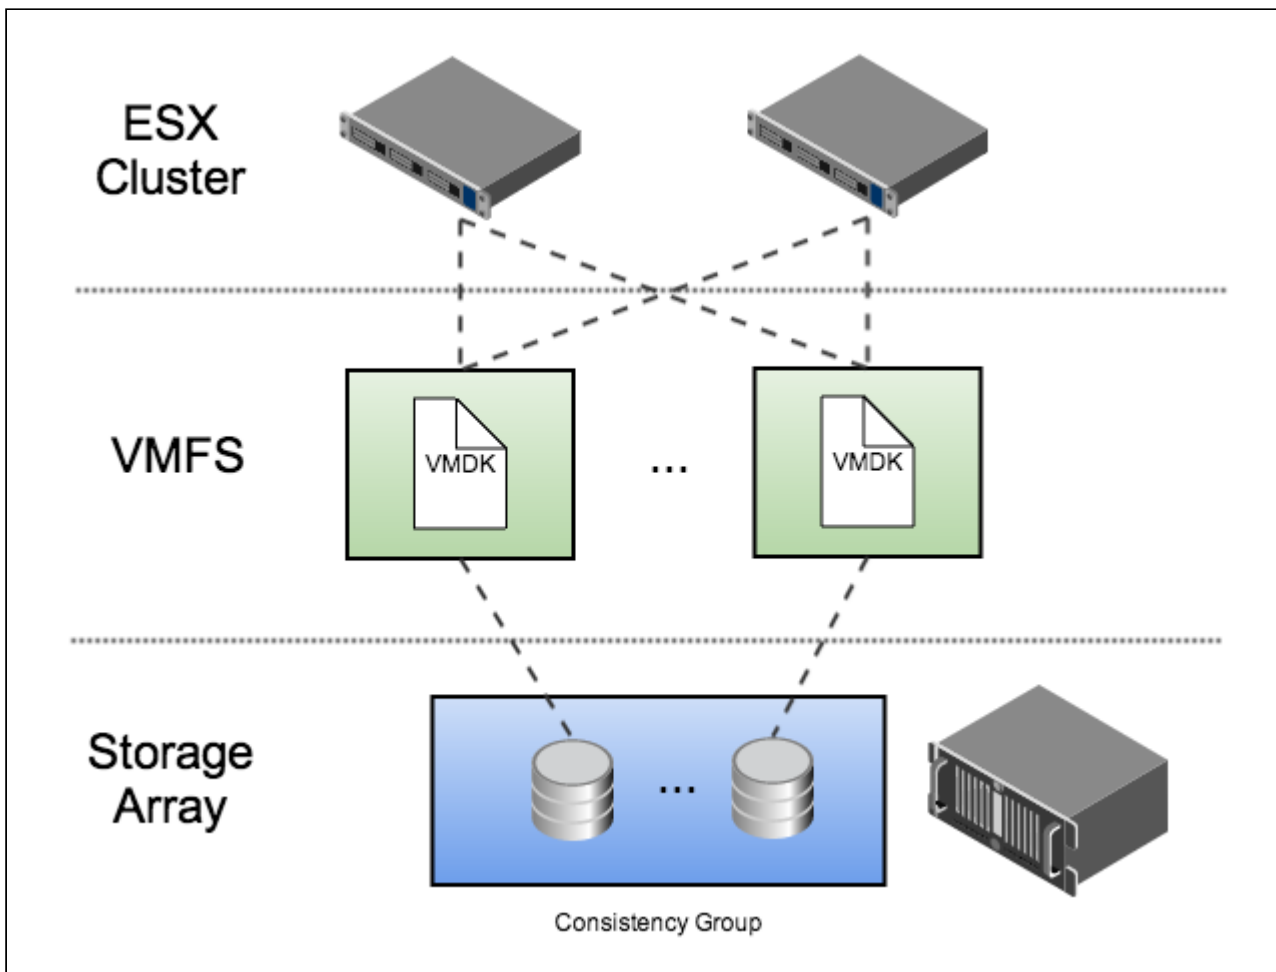 ESX
Cluster
VMFS
VMDK
...
VMDK
Storage
Array
...
Consistency Group